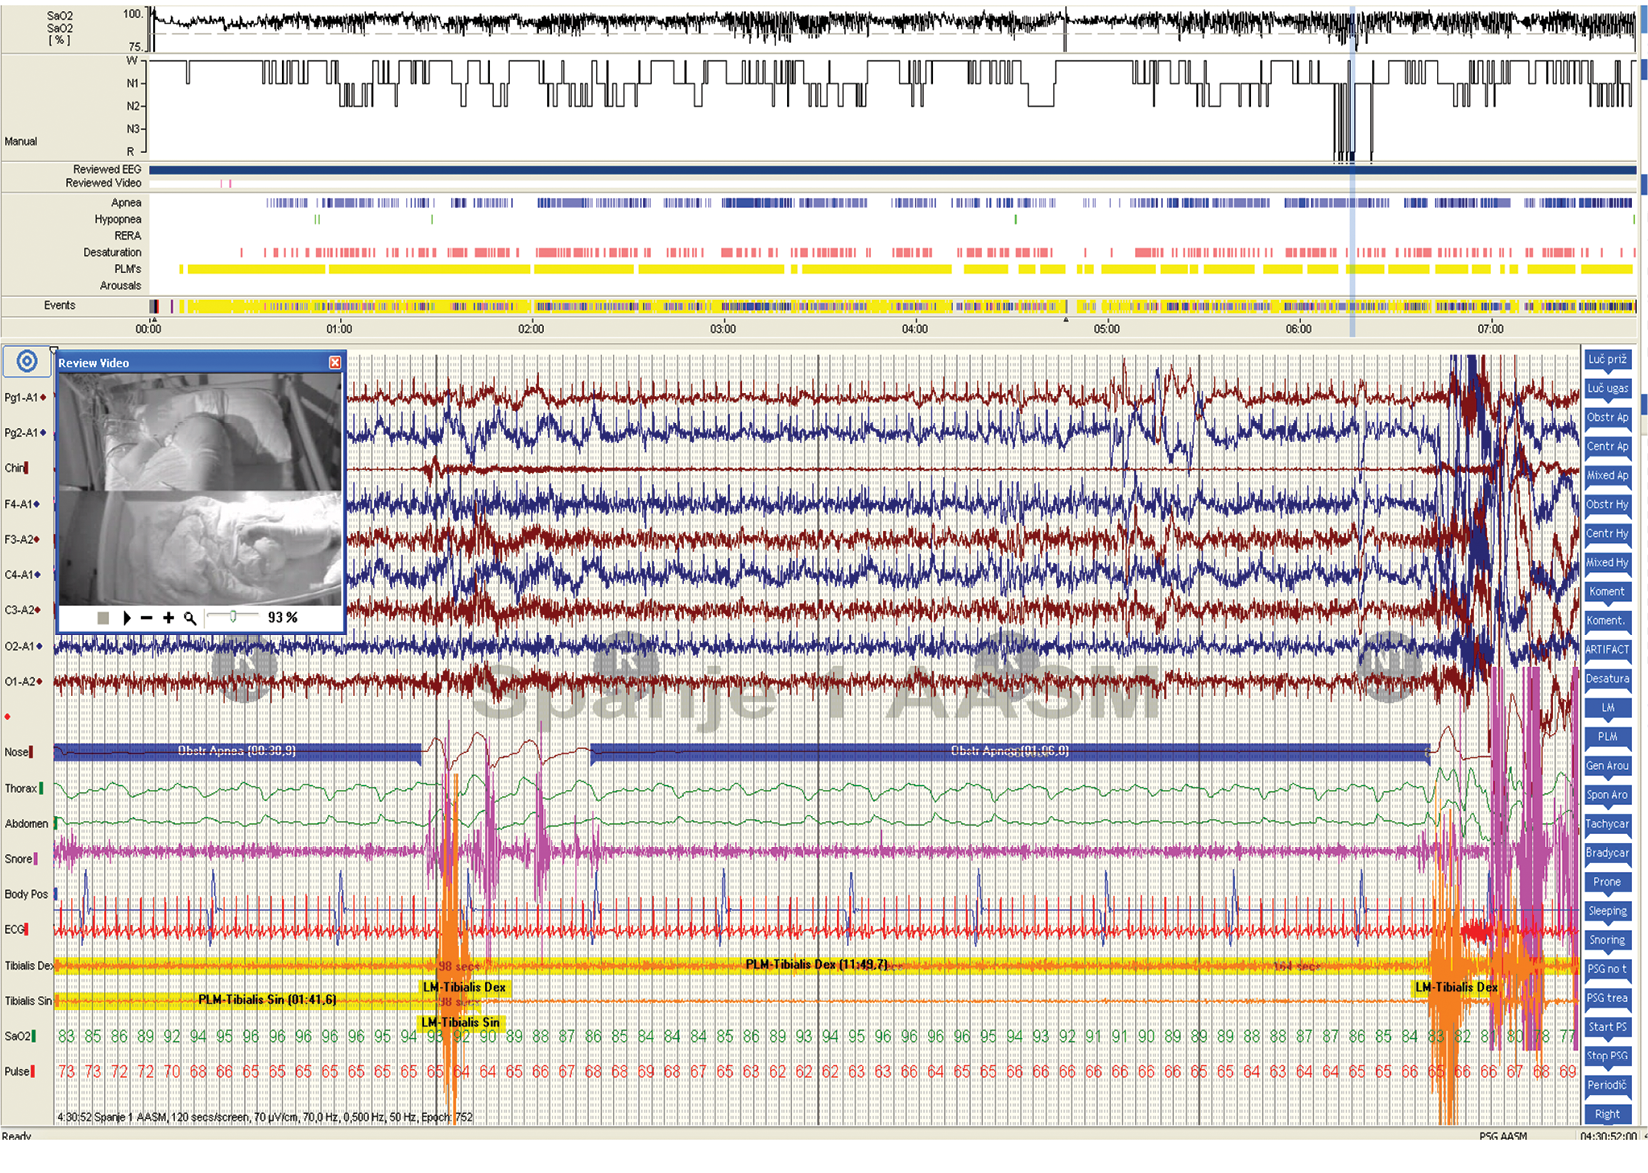 SaO2
SaO2
[ % ]
100.
75.
W
N1
N2
N3
R
Manual
Reviewed EEG
Reviewed Video
Apnea
Hypopnea
RERA
Desaturation
PLM's
Arousals
Events
00:00 01:00 02:00 03:00 04:00 05:00 06:00 07:00
Review Video
93 %
Pg1-A1
Pg2-A1
Chin
F4-A1
F3-A2
C4-A1
C3-A2
O2-A1
O1-A2
Spanje 1 AASM
Nose
Obstr Apnea (00:30,9)
Obstr Apnea (01:06,0)
Thorax
Abdomen
Snore
Body Pos
ECG
Tibialis Dex
98 secs
PLM-Tibialis Dex (11:49,7)
104 secs
LM-Tibialis Dex
LM-Tibialis Dex
Tibialis Sin
PLM-Tibialis Sin (01:41,6)
98 secs
LM-Tibialis Sin
SaO2 83 85 86 89 92 94 95 96 96 96 96 95 95 94 93 92 90 89 88 87 86 85 84 84 84 85 86 89 93 94 95 96 96 96 96 95 94 93 92 91 90 89 89 89 88 87 87 87 86 86 85 84 83 82 81 80 78 77
Pulse 73 73 72 72 70 68 66 65 65 65 65 65 65 65 65 64 64 65 66 67 68 68 69 68 67 65 63 62 62 62 63 63 66 64 65 65 66 66 66 66 66 66 66 65 64 63 64 64 65 65 65 66 65 66 66 67 68 69
4:30:52 Spanje 1 AASM, 120 secs/screen, 70 µV/cm, 70,0 Hz, 0,500 Hz, 50 Hz, Epoch: 752
Luč priž
Luč ugas
Obstr Ap
Centr Ap
Mixed Ap
Obstr Hy
Centr Hy
Mixed Hy
Koment
Koment.
ARTIFACT
Desatura
LM
PLM
Gen Arou
Spon Aro
Tachycar
Bradycar
Prone
Sleeping
Snoring
PSG no t
PSG trea
Start PS
Stop PSG
Periodič
Right
Ready
PSG AASM
04:30:52:00